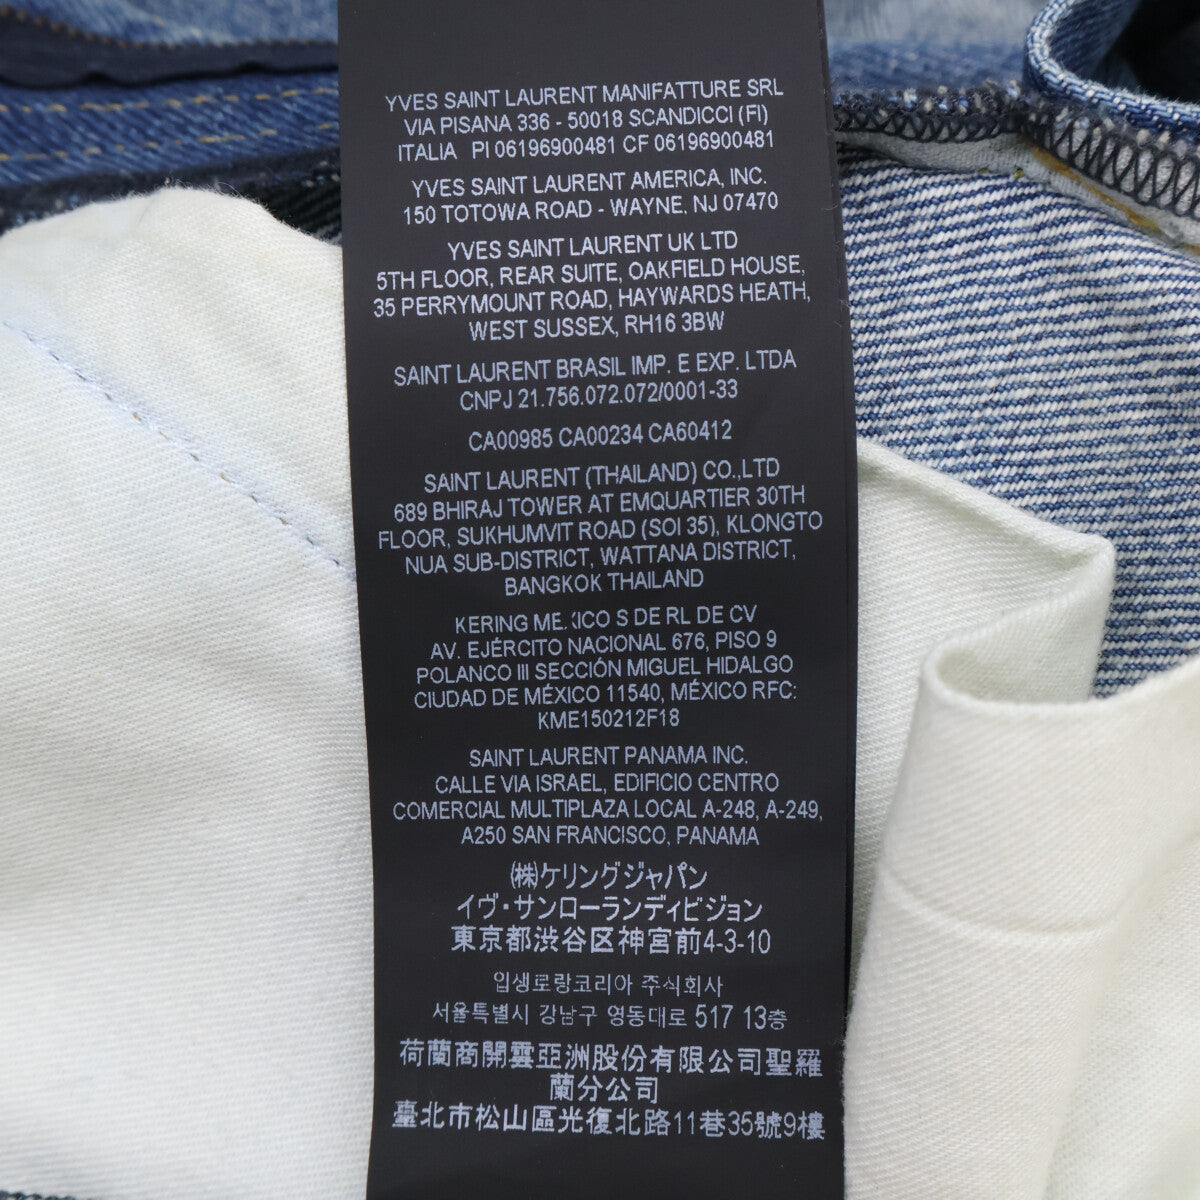 YVES SAINT LAURENT MANIFATTURE SRL
VIA PISANA 336 - 50018 SCANDICCI (FI)
ITALIA PI 06196900481 CF 06196900481
YVES SAINT LAURENT AMERICA, INC.
150 TOTOWA ROAD - WAYNE, NJ 07470
YVES SAINT LAURENT UK LTD
5TH FLOOR, REAR SUITE, OAKFIELD HOUSE,
35 PERRYMOUNT ROAD, HAYWARDS HEATH,
WEST SUSSEX, RH16 3BW
SAINT LAURENT BRASIL IMP. E EXP. LTDA
CNPJ 21.756.072.072/0001-33
CA00985 CA00234 CA60412
SAINT LAURENT (THAILAND) CO.,LTD
689 BHIRAJ TOWER AT EMQUARTIER 30TH
FLOOR, SUKHUMVIT ROAD (SOI 35), KLONGTO
NUA SUB-DISTRICT, WATTANA DISTRICT,
BANGKOK THAILAND
KERING MEXICO S DE RL DE CV
AV. EJÉRCITO NACIONAL 676, PISO 9
POLANCO III SECCIÓN MIGUEL HIDALGO
CIUDAD DE MÉXICO 11540, MÉXICO RFC:
KME150212F18
SAINT LAURENT PANAMA INC.
CALLE VIA ISRAEL, EDIFICIO CENTRO
COMERCIAL MULTIPLAZA LOCAL A-248, A-249,
A250 SAN FRANCISCO, PANAMA
(株)ケリングジャパン
イヴ・サンローランディビジョン
東京都渋谷区神宮前4-3-10
입생로랑코리아 주식회사
서울특별시 강남구 영동대로 517 13층
荷蘭商開雲亞洲股份有限公司聖羅
蘭分公司
臺北市松山區光復北路11巷35號9樓